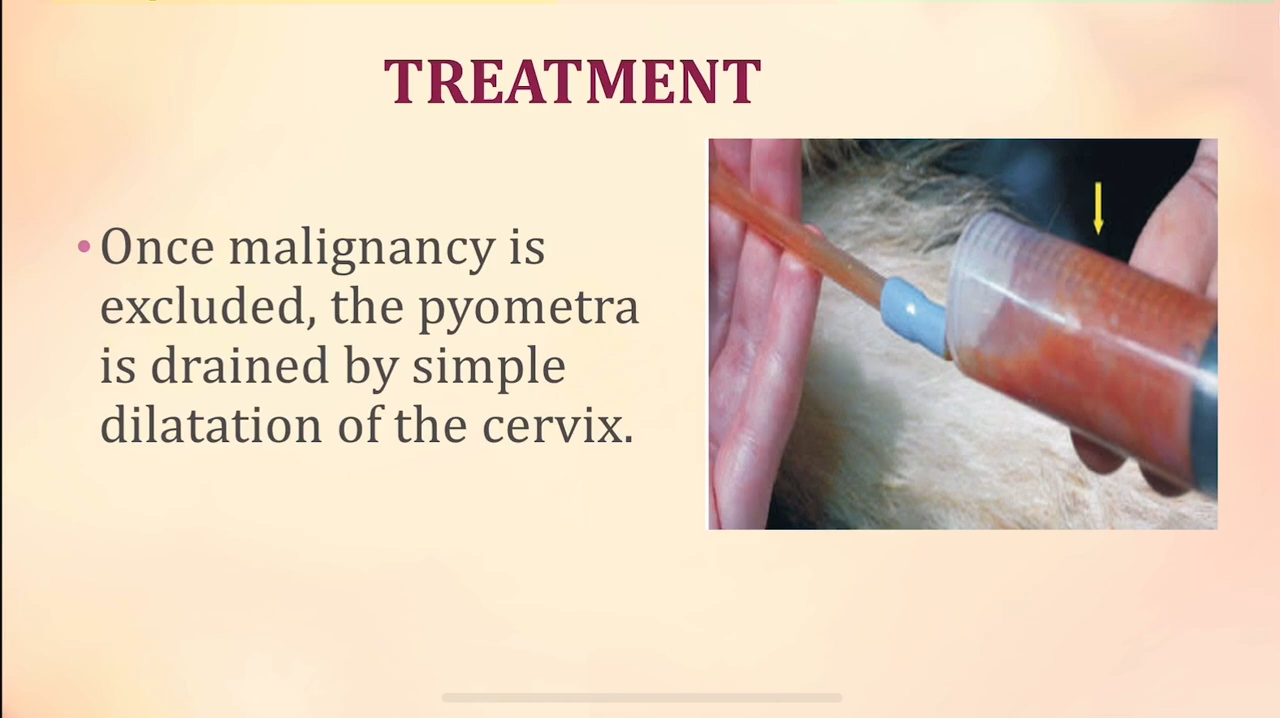 TREATMENT
• Once malignancy is
excluded, the pyometra
is drained by simple
dilatation of the cervix.